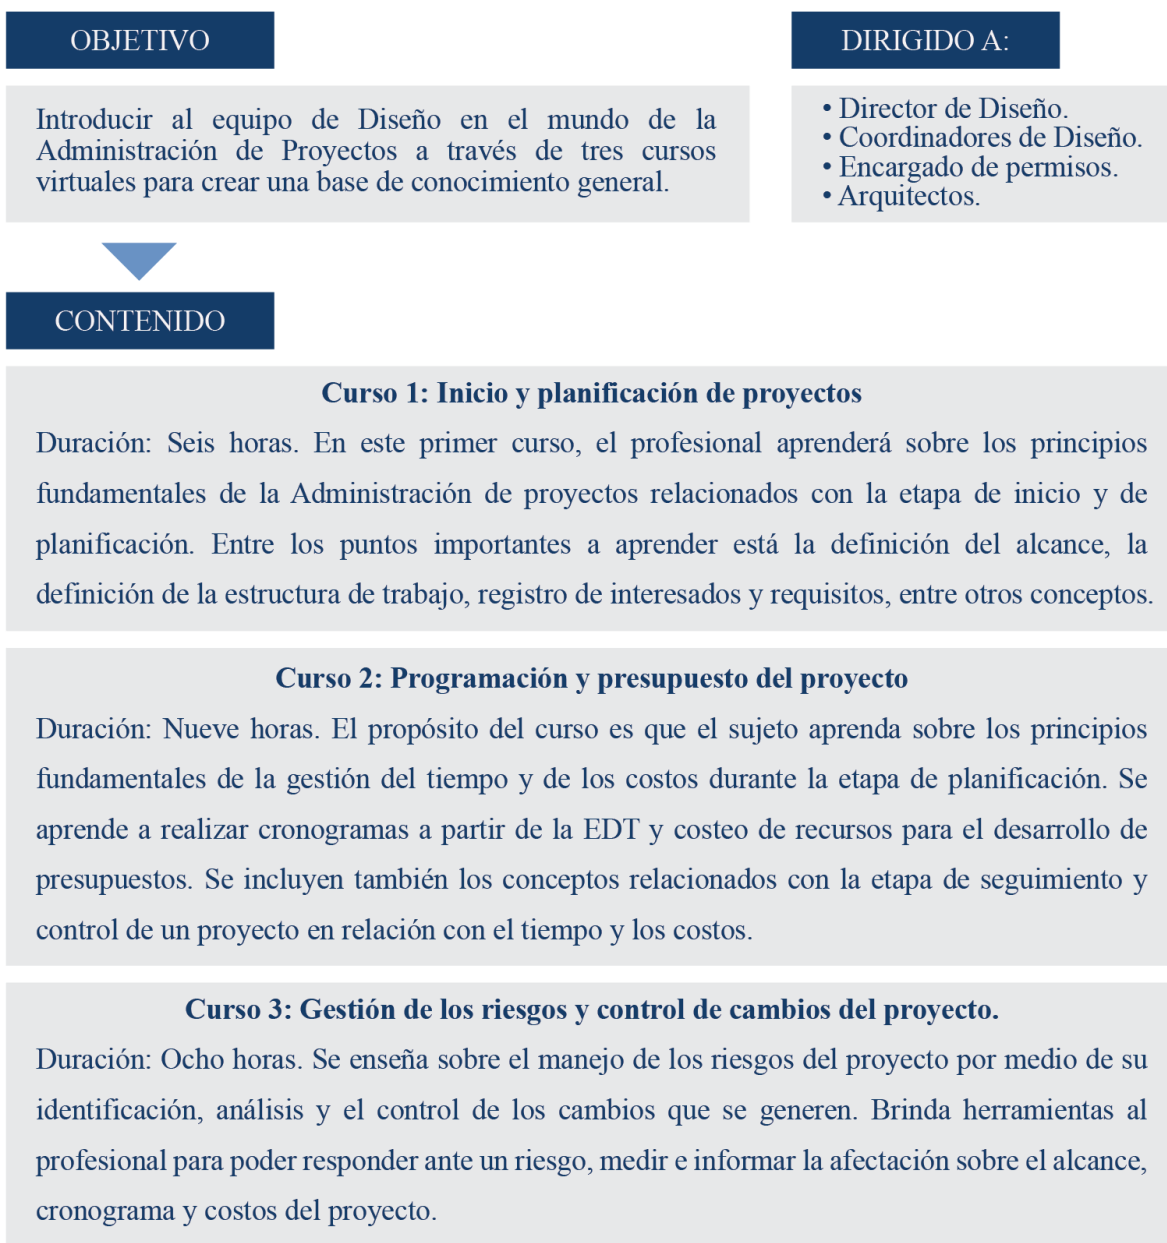 OBJETIVO
Introducir al equipo de Diseño en el mundo de la
Administración de Proyectos a través de tres cursos
virtuales para crear una base de conocimiento general.
DIRIGIDO A:
• Director de Diseño.
• Coordinadores de Diseño.
• Encargado de permisos.
• Arquitectos.
CONTENIDO
Curso 1: Inicio y planificación de proyectos
Duración: Seis horas. En este primer curso, el profesional aprenderá sobre los principios
fundamentales de la Administración de proyectos relacionados con la etapa de inicio y de
planificación. Entre los puntos importantes a aprender está la definición del alcance, la
definición de la estructura de trabajo, registro de interesados y requisitos, entre otros conceptos.
Curso 2: Programación y presupuesto del proyecto
Duración: Nueve horas. El propósito del curso es que el sujeto aprenda sobre los principios
fundamentales de la gestión del tiempo y de los costos durante la etapa de planificación. Se
aprende a realizar cronogramas a partir de la EDT y costeo de recursos para el desarrollo de
presupuestos. Se incluyen también los conceptos relacionados con la etapa de seguimiento y
control de un proyecto en relación con el tiempo y los costos.
Curso 3: Gestión de los riesgos y control de cambios del proyecto.
Duración: Ocho horas. Se enseña sobre el manejo de los riesgos del proyecto por medio de su
identificación, análisis y el control de los cambios que se generen. Brinda herramientas al
profesional para poder responder ante un riesgo, medir e informar la afectación sobre el alcance,
cronograma y costos del proyecto.